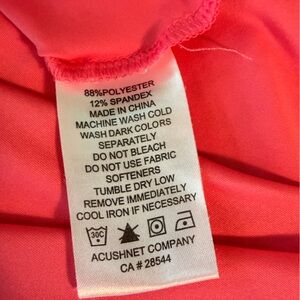 88%POLYESTER
12% SPANDEX
MADE IN CHINA
MACHINE WASH COLD
WASH DARK COLORS
SEPARATELY
DO NOT BLEACH
DO NOT USE FABRIC
SOFTENERS
TUMBLE DRY LOW
REMOVE IMMEDIATELY
COOL IRON IF NECESSARY
30C
ACUSHNET COMPANY
CA # 28544